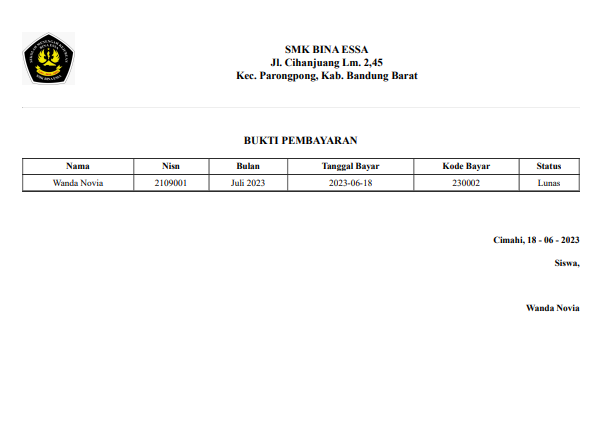 SMK BINA ESSA
Jl. Cihanjuang Lm. 2,45
Kec. Parongpong, Kab. Bandung Barat
BUKTI PEMBAYARAN
Nama Nisn Bulan Tanggal Bayar Kode Bayar Status
Wanda Novia 2109001 Juli 2023 2023-06-18 230002 Lunas
Cimahi, 18 - 06 - 2023
Siswa,
Wanda Novia